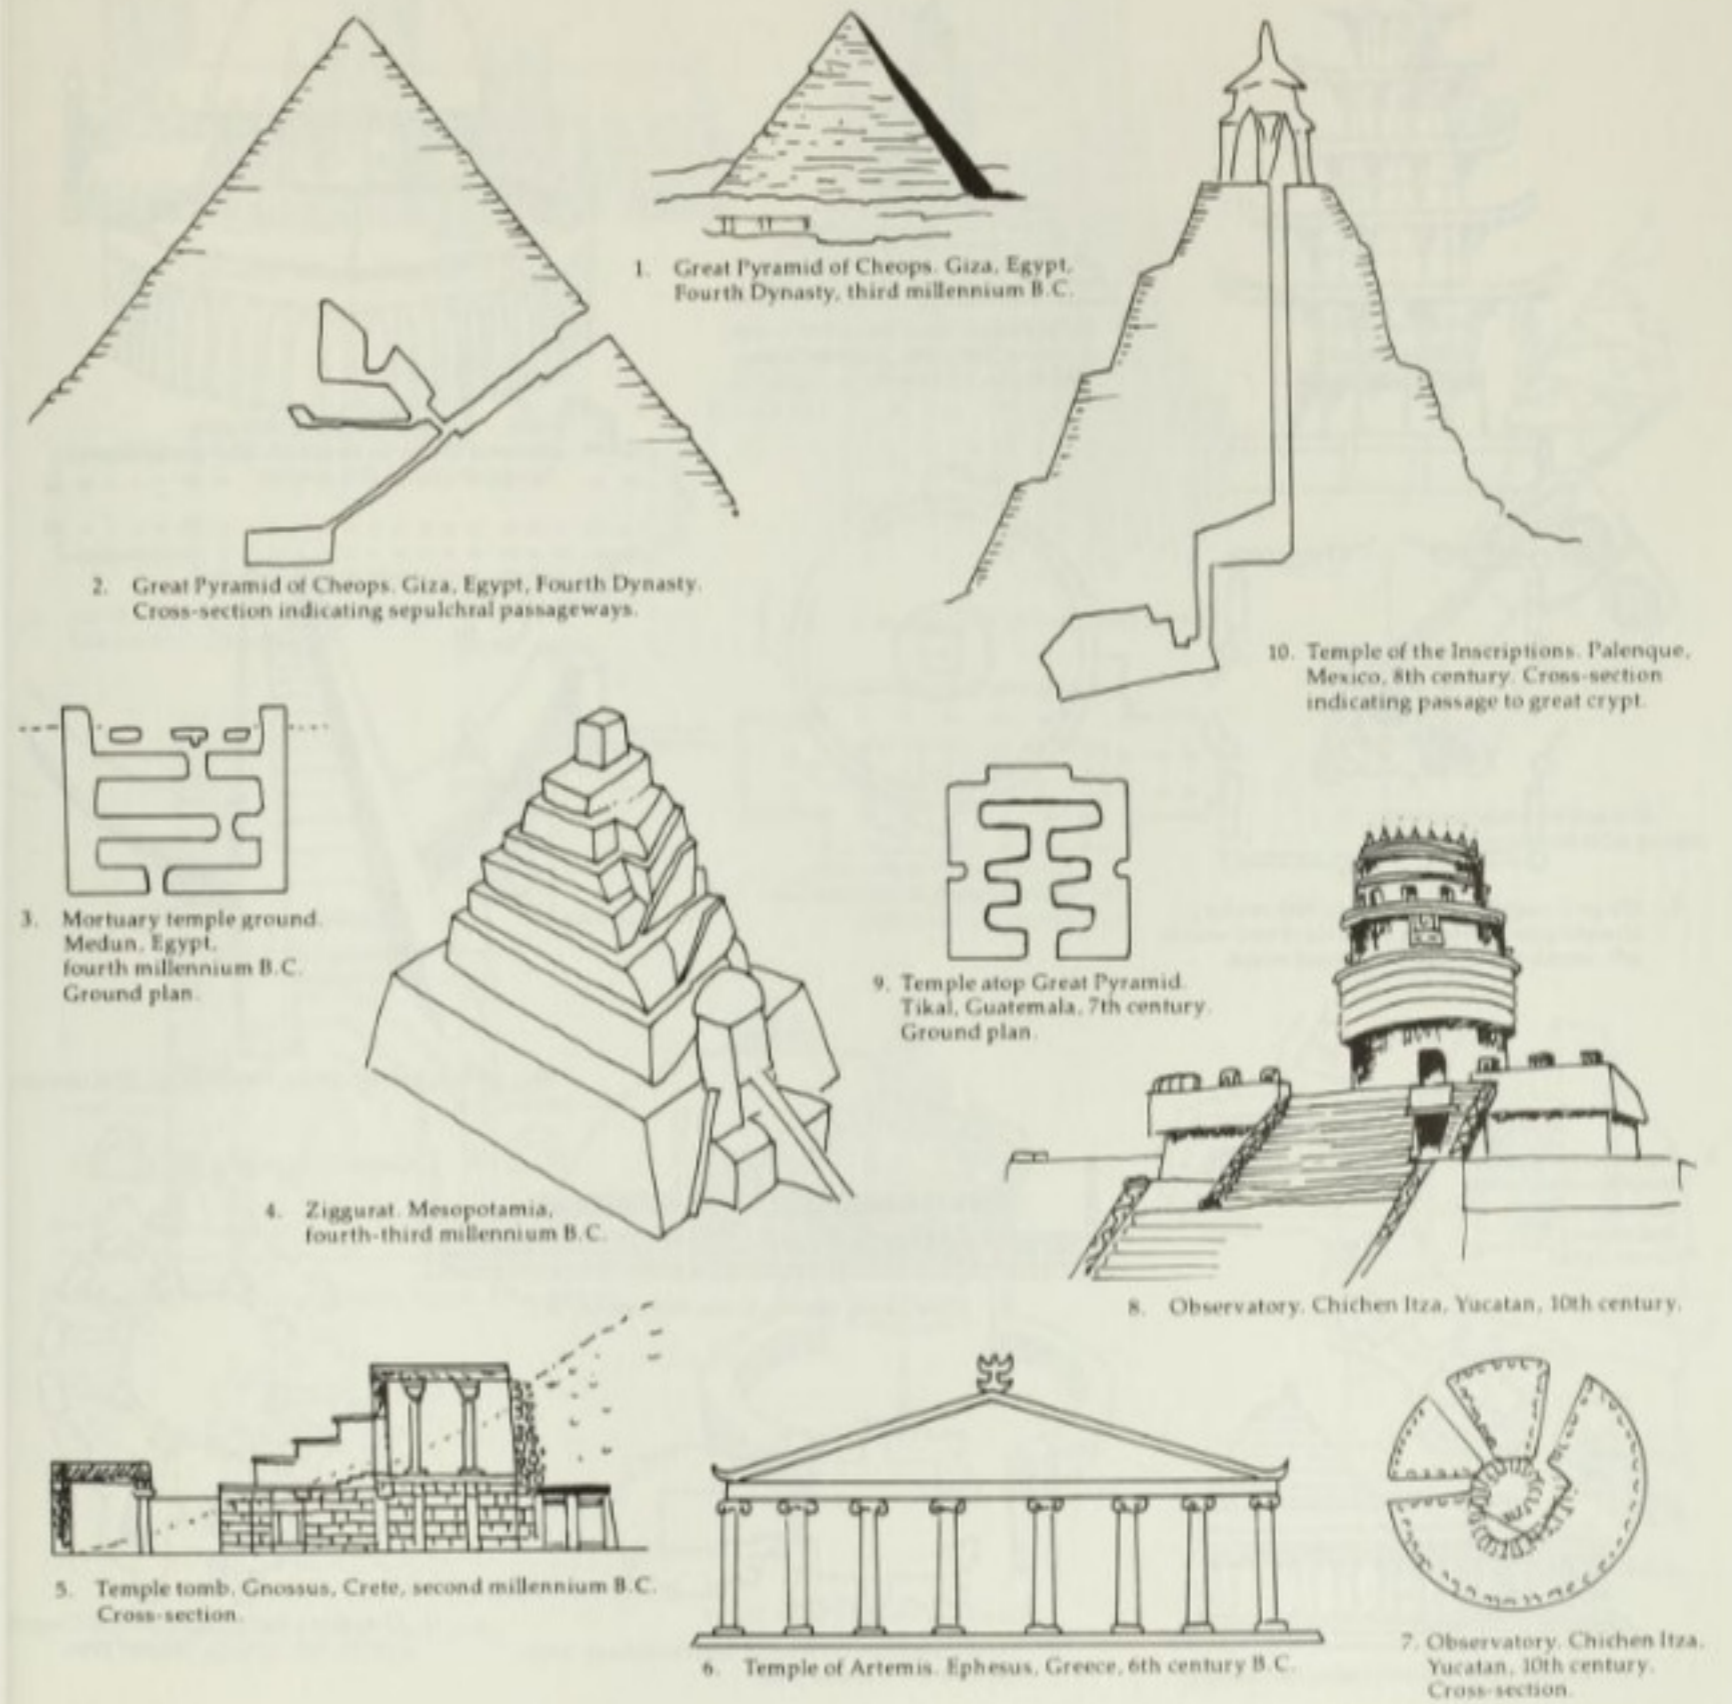 1. Great Pyramid of Cheops. Giza, Egypt,
Fourth Dynasty, third millennium B.C.
2. Great Pyramid of Cheops. Giza, Egypt, Fourth Dynasty.
Cross-section indicating sepulchral passageways.
10. Temple of the Inscriptions. Palenque,
Mexico, 8th century. Cross-section
indicating passage to great crypt.
3. Mortuary temple ground.
Medun, Egypt,
fourth millennium B.C.
Ground plan.
9. Temple atop Great Pyramid.
Tikal, Guatemala, 7th century.
Ground plan.
4. Ziggurat. Mesopotamia,
fourth-third millennium B.C.
8. Observatory. Chichen Itza, Yucatan, 10th century.
5. Temple tomb. Gnossus, Crete, second millennium B.C.
Cross-section.
6. Temple of Artemis. Ephesus, Greece, 6th century B.C.
7. Observatory. Chichen Itza,
Yucatan, 10th century.
Cross-section.